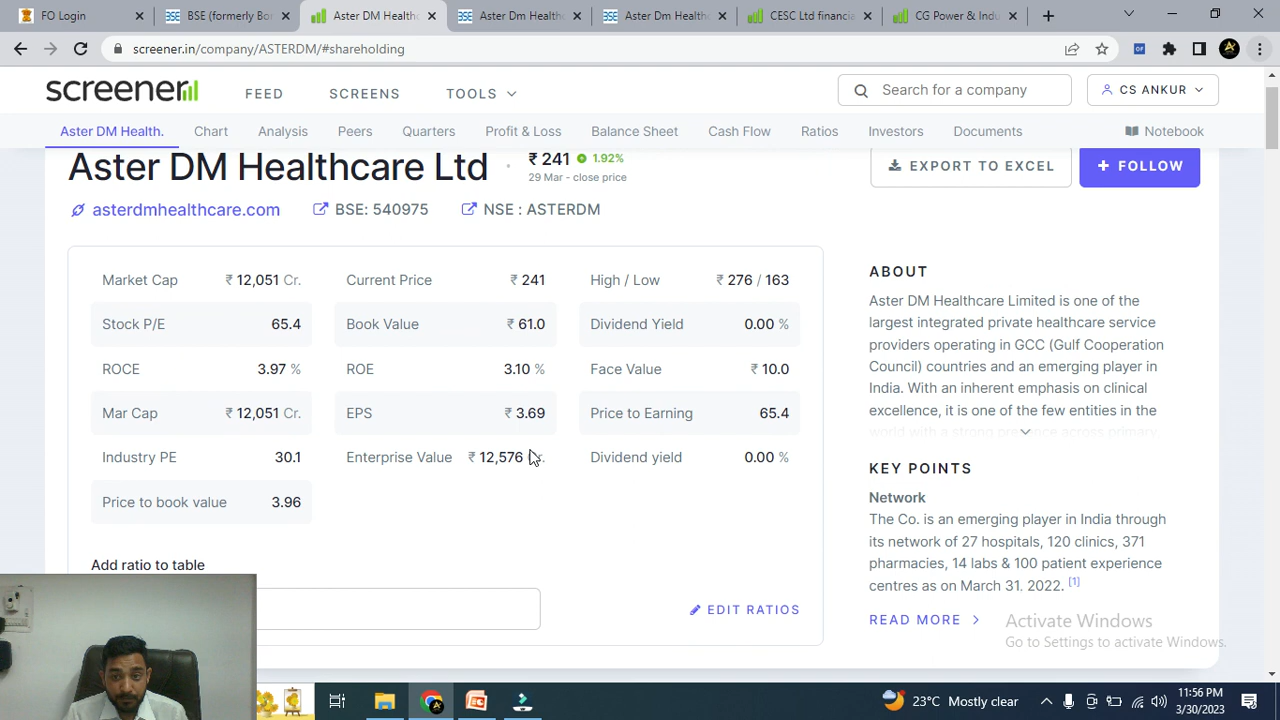 FO Login
BSE (formerly Bor
Aster DM Health
Aster Dm Health
Aster Dm Health
CESC Ltd financia
CG Power & Indu
screener.in/company/ASTERDM/#shareholding
screener
FEED
SCREENS
TOOLS
Search for a company
CS ANKUR
Aster DM Health.
Chart
Analysis
Peers
Quarters
Profit & Loss
Balance Sheet
Cash Flow
Ratios
Investors
Documents
Notebook
Aster DM Healthcare Ltd
₹ 241 1.92%
29 Mar - close price
EXPORT TO EXCEL
+ FOLLOW
asterdmhealthcare.com
BSE: 540975
NSE : ASTERDM
Market Cap ₹ 12,051 Cr.
Current Price ₹ 241
High / Low ₹ 276 / 163
Stock P/E 65.4
Book Value ₹ 61.0
Dividend Yield 0.00 %
ROCE 3.97 %
ROE 3.10 %
Face Value ₹ 10.0
Mar Cap ₹ 12,051 Cr.
EPS ₹ 3.69
Price to Earning 65.4
Industry PE 30.1
Enterprise Value ₹ 12,576
Dividend yield 0.00 %
Price to book value 3.96
Add ratio to table
EDIT RATIOS
ABOUT
Aster DM Healthcare Limited is one of the
largest integrated private healthcare service
providers operating in GCC (Gulf Cooperation
Council) countries and an emerging player in
India. With an inherent emphasis on clinical
excellence, it is one of the few entities in the
world with a strong presence across primary,
KEY POINTS
Network
The Co. is an emerging player in India through
its network of 27 hospitals, 120 clinics, 371
pharmacies, 14 labs & 100 patient experience
centres as on March 31, 2022. [1]
READ MORE
Activate Windows
Go to Settings to activate Windows.
23°C Mostly clear
11:56 PM
3/30/2023